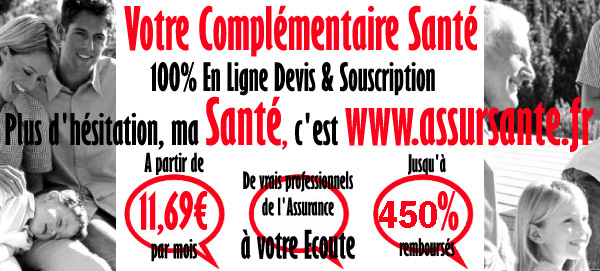 Votre Complémentaire Santé
100% En Ligne Devis & Souscription
Plus d'hésitation, ma Santé, c'est www.assursante.fr
A partir de
11,69€
par mois
De vrais professionnels
de l'Assurance
à votre Ecoute
Jusqu'à
450%
remboursés